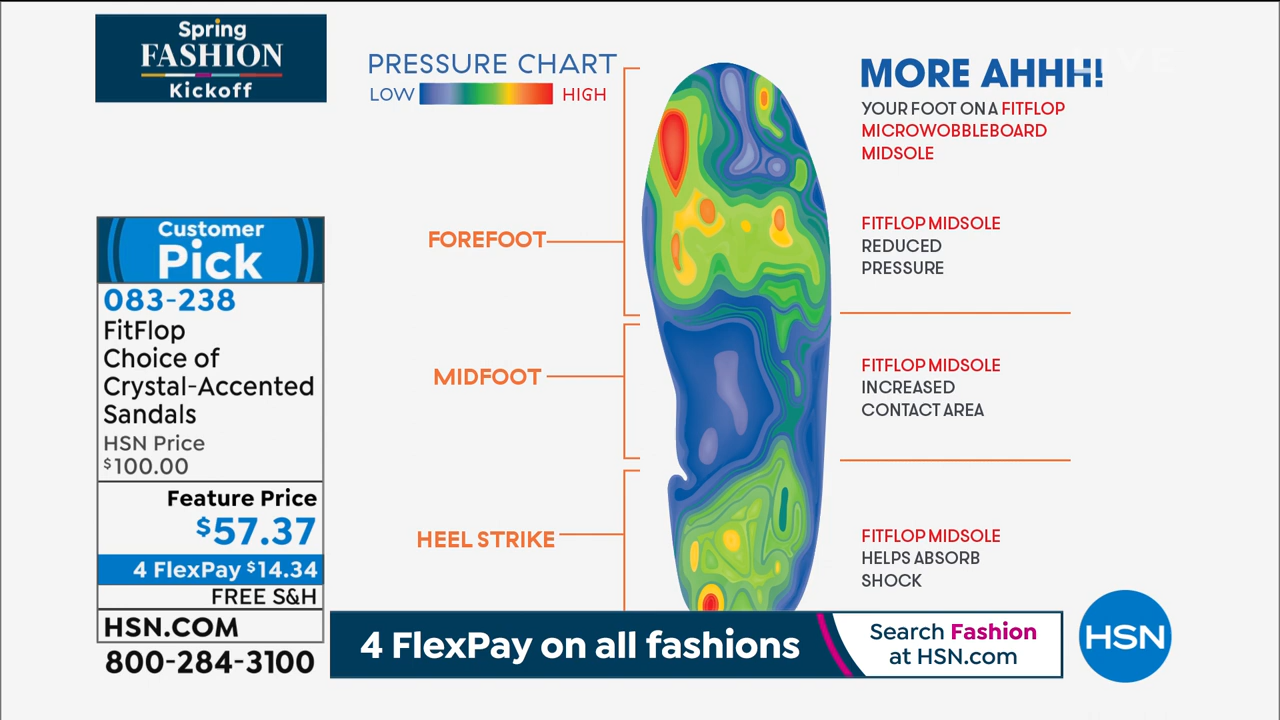 Spring
FASHION
Kickoff
PRESSURE CHART
LOW HIGH
MORE AHHH!
LIVE
YOUR FOOT ON A FITFLOP
MICROWOBBLEBOARD
MIDSOLE
FOREFOOT
FITFLOP MIDSOLE
REDUCED
PRESSURE
MIDFOOT
FITFLOP MIDSOLE
INCREASED
CONTACT AREA
HEEL STRIKE
FITFLOP MIDSOLE
HELPS ABSORB
SHOCK
Customer
Pick
083-238
FitFlop
Choice of
Crystal-Accented
Sandals
HSN Price
$100.00
Feature Price
$57.37
4 FlexPay $14.34
FREE S&H
HSN.COM
800-284-3100
4 FlexPay on all fashions
Search Fashion
at HSN.com
HSN